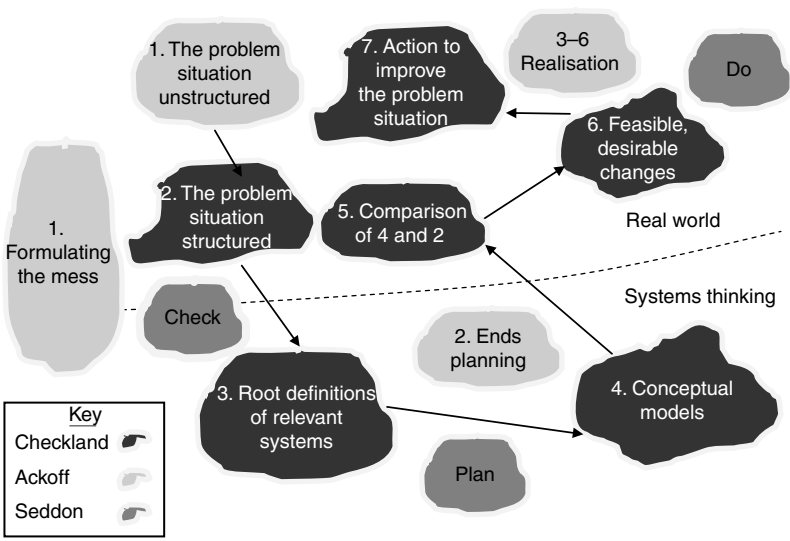 1. The problem
situation
unstructured
7. Action to
improve
the problem
situation
3–6
Realisation
Do
6. Feasible,
desirable
changes
1.
Formulating
the mess
2. The problem
situation
structured
5. Comparison
of 4 and 2
Real world
Systems thinking
Check
2. Ends
planning
3. Root definitions
of relevant
systems
4. Conceptual
models
Plan
Key
Checkland
Ackoff
Seddon